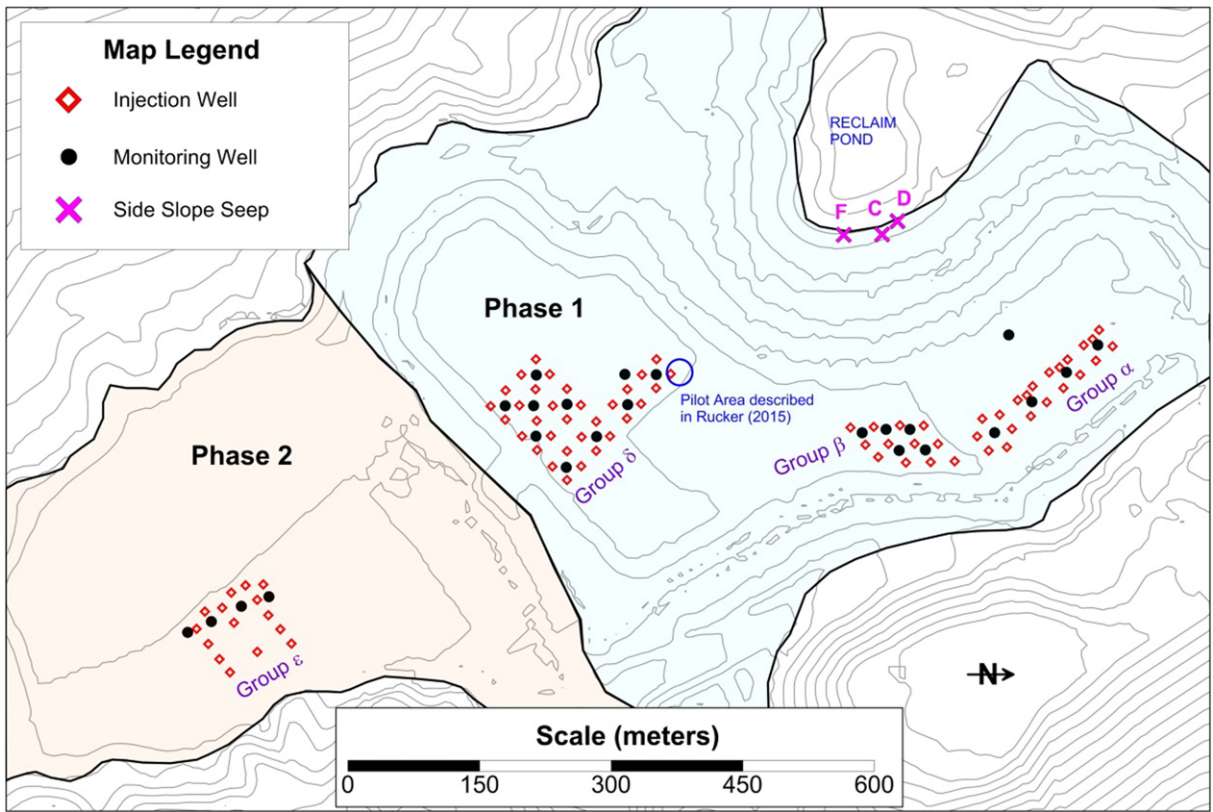 Map Legend
Injection Well
Monitoring Well
Side Slope Seep
RECLAIM
POND
F
C
D
Phase 1
Pilot Area described
in Rucker (2015)
Group α
Group β
Group δ
Phase 2
Group ε
N
Scale (meters)
0 150 300 450 600